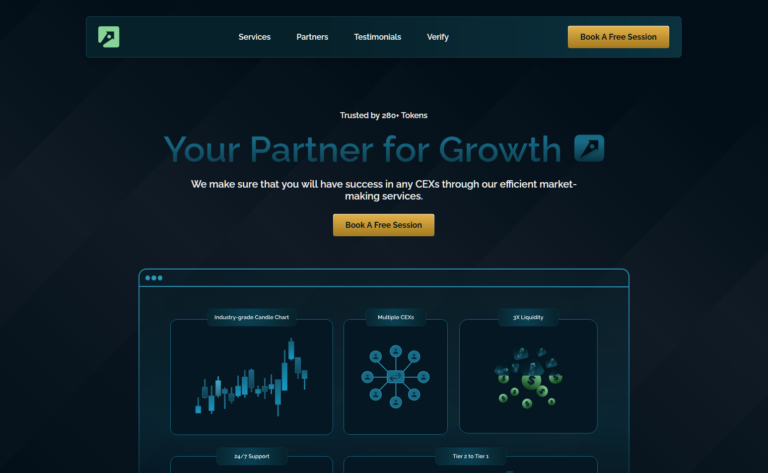 Services
Partners
Testimonials
Verify
Book A Free Session
Trusted by 280+ Tokens
Your Partner for Growth
We make sure that you will have success in any CEXs through our efficient market-
making services.
Book A Free Session
Industry-grade Candle Chart
Multiple CEXs
3X Liquidity
24/7 Support
Tier 2 to Tier 1